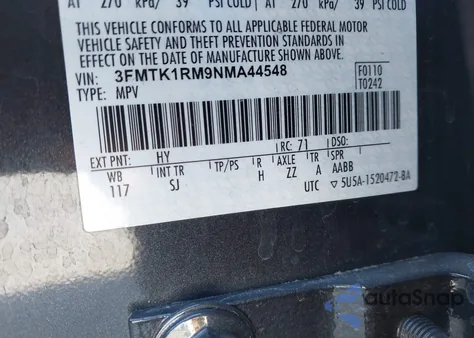 AT 270 kPa/ 39 PSI COLD AT 270 kPa/ 39 PSI COLD
THIS VEHICLE CONFORMS TO ALL APPLICABLE FEDERAL MOTOR
VEHICLE SAFETY AND THEFT PREVENTION STANDARDS IN
EFFECT ON THE DATE OF MANUFACTURE SHOWN ABOVE.
VIN: 3FMTK1RM9NMA44548
TYPE: MPV
F0110
T0242
EXT PNT: HY RC: 71 DSO:
WB INT TR TP/PS R AXLE TR SPR
117 SJ H ZZ A AABB
UTC ▽5U5A-1520472-BA
autoSnap